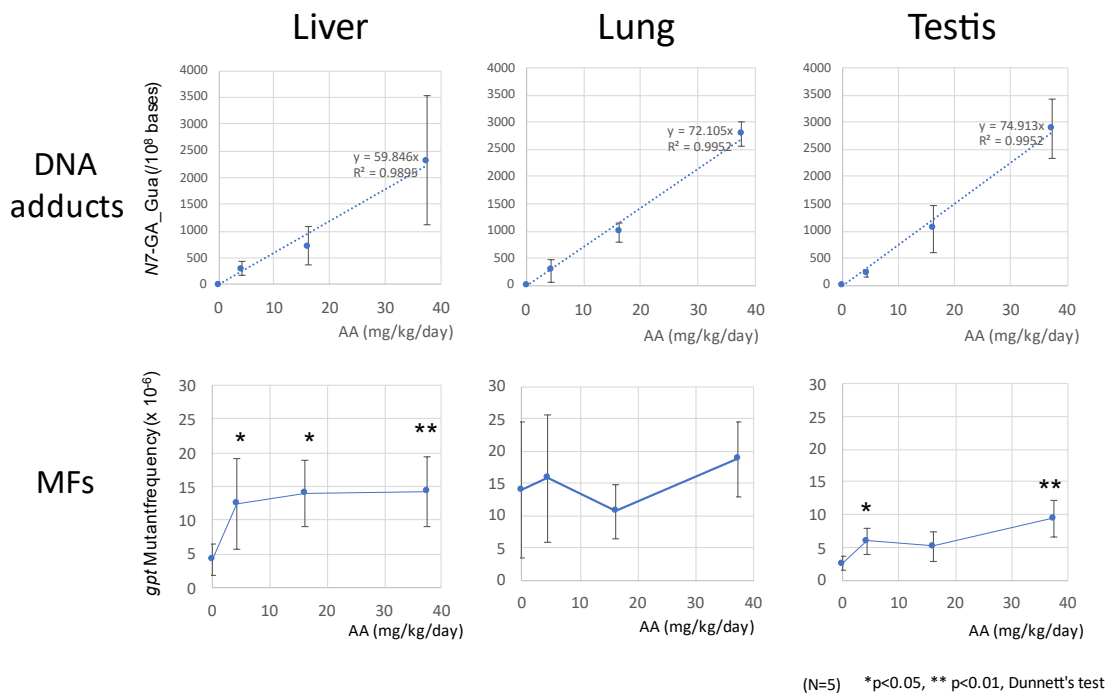 Liver
Lung
Testis
DNA
adducts
N7-GA_Gua (/10⁸ bases)
4000
3500
3000
2500
2000
1500
1000
500
0
y = 59.846x
R² = 0.9895
0 10 20 30 40
AA (mg/kg/day)
4000
3500
3000
2500
2000
1500
1000
500
0
y = 72.105x
R² = 0.9952
0 10 20 30 40
AA (mg/kg/day)
4000
3500
3000
2500
2000
1500
1000
500
0
y = 74.913x
R² = 0.9952
0 10 20 30 40
AA (mg/kg/day)
MFs
gpt Mutantfrequency (x 10⁻⁶)
30
25
20
15
10
5
0
* * **
0 10 20 30 40
AA (mg/kg/day)
30
25
20
15
10
5
0
0 10 20 30 40
AA (mg/kg/day)
30
25
20
15
10
5
0
* **
0 10 20 30 40
AA (mg/kg/day)
(N=5) *p<0.05, ** p<0.01, Dunnett's test